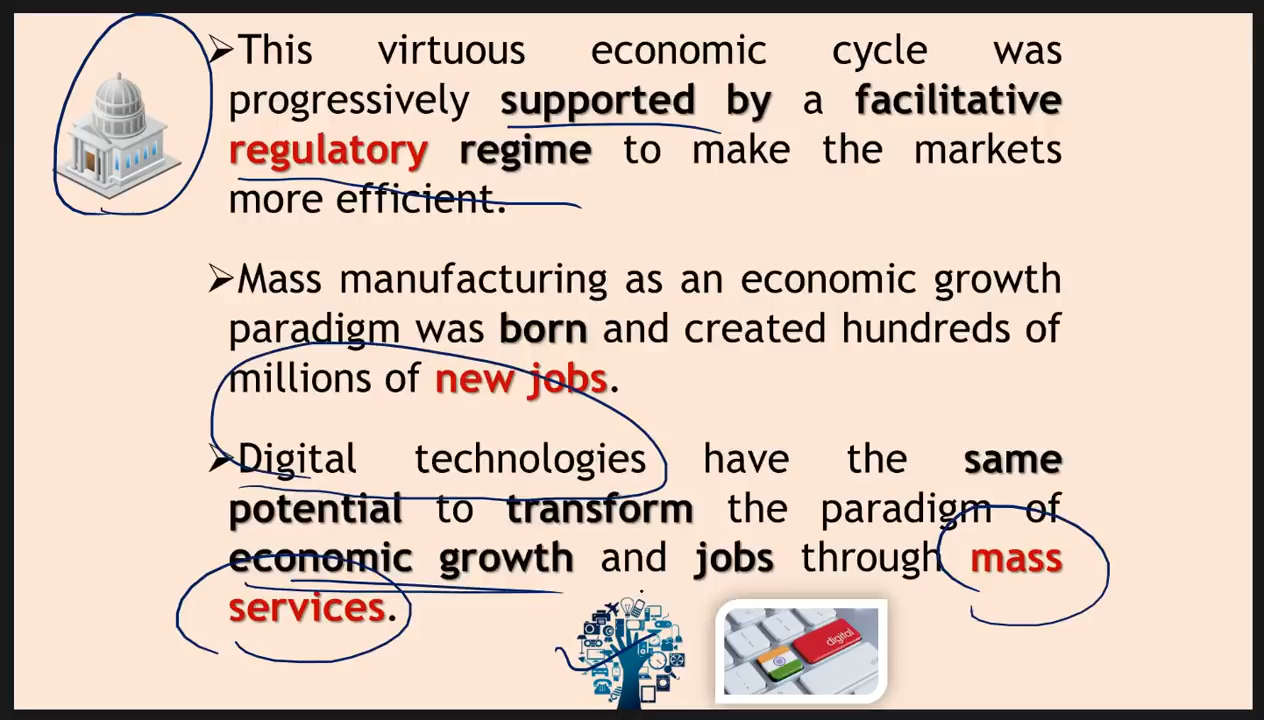 ➢This virtuous economic cycle was
progressively supported by a facilitative
regulatory regime to make the markets
more efficient.
➢Mass manufacturing as an economic growth
paradigm was born and created hundreds of
millions of new jobs.
➢Digital technologies have the same
potential to transform the paradigm of
economic growth and jobs through mass
services.
digital